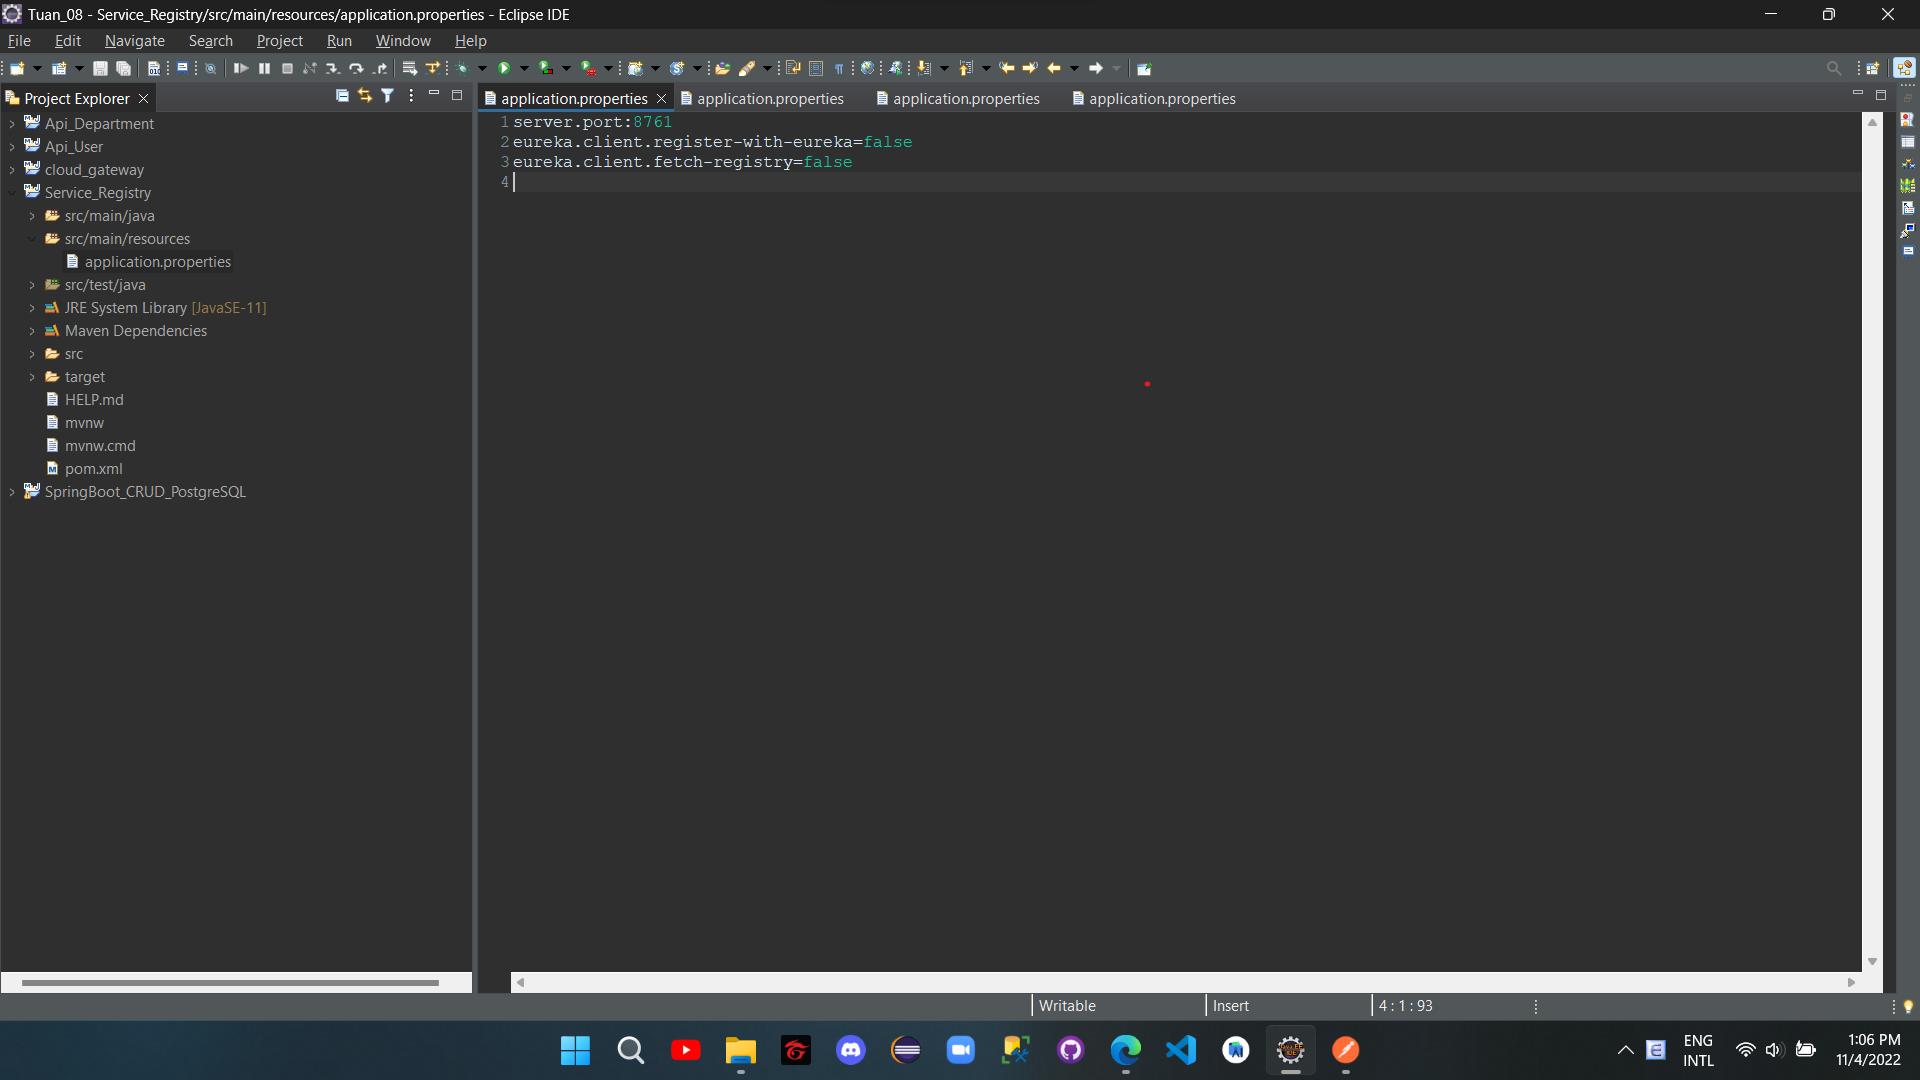 Tuan_08 - Service_Registry/src/main/resources/application.properties - Eclipse IDE
File Edit Navigate Search Project Run Window Help
Project Explorer
application.properties application.properties application.properties application.properties
Api_Department
Api_User
cloud_gateway
Service_Registry
src/main/java
src/main/resources
application.properties
src/test/java
JRE System Library [JavaSE-11]
Maven Dependencies
src
target
HELP.md
mvnw
mvnw.cmd
pom.xml
SpringBoot_CRUD_PostgreSQL
1 server.port:8761
2 eureka.client.register-with-eureka=false
3 eureka.client.fetch-registry=false
4
Writable Insert 4 : 1 : 93
ENG
INTL
1:06 PM
11/4/2022